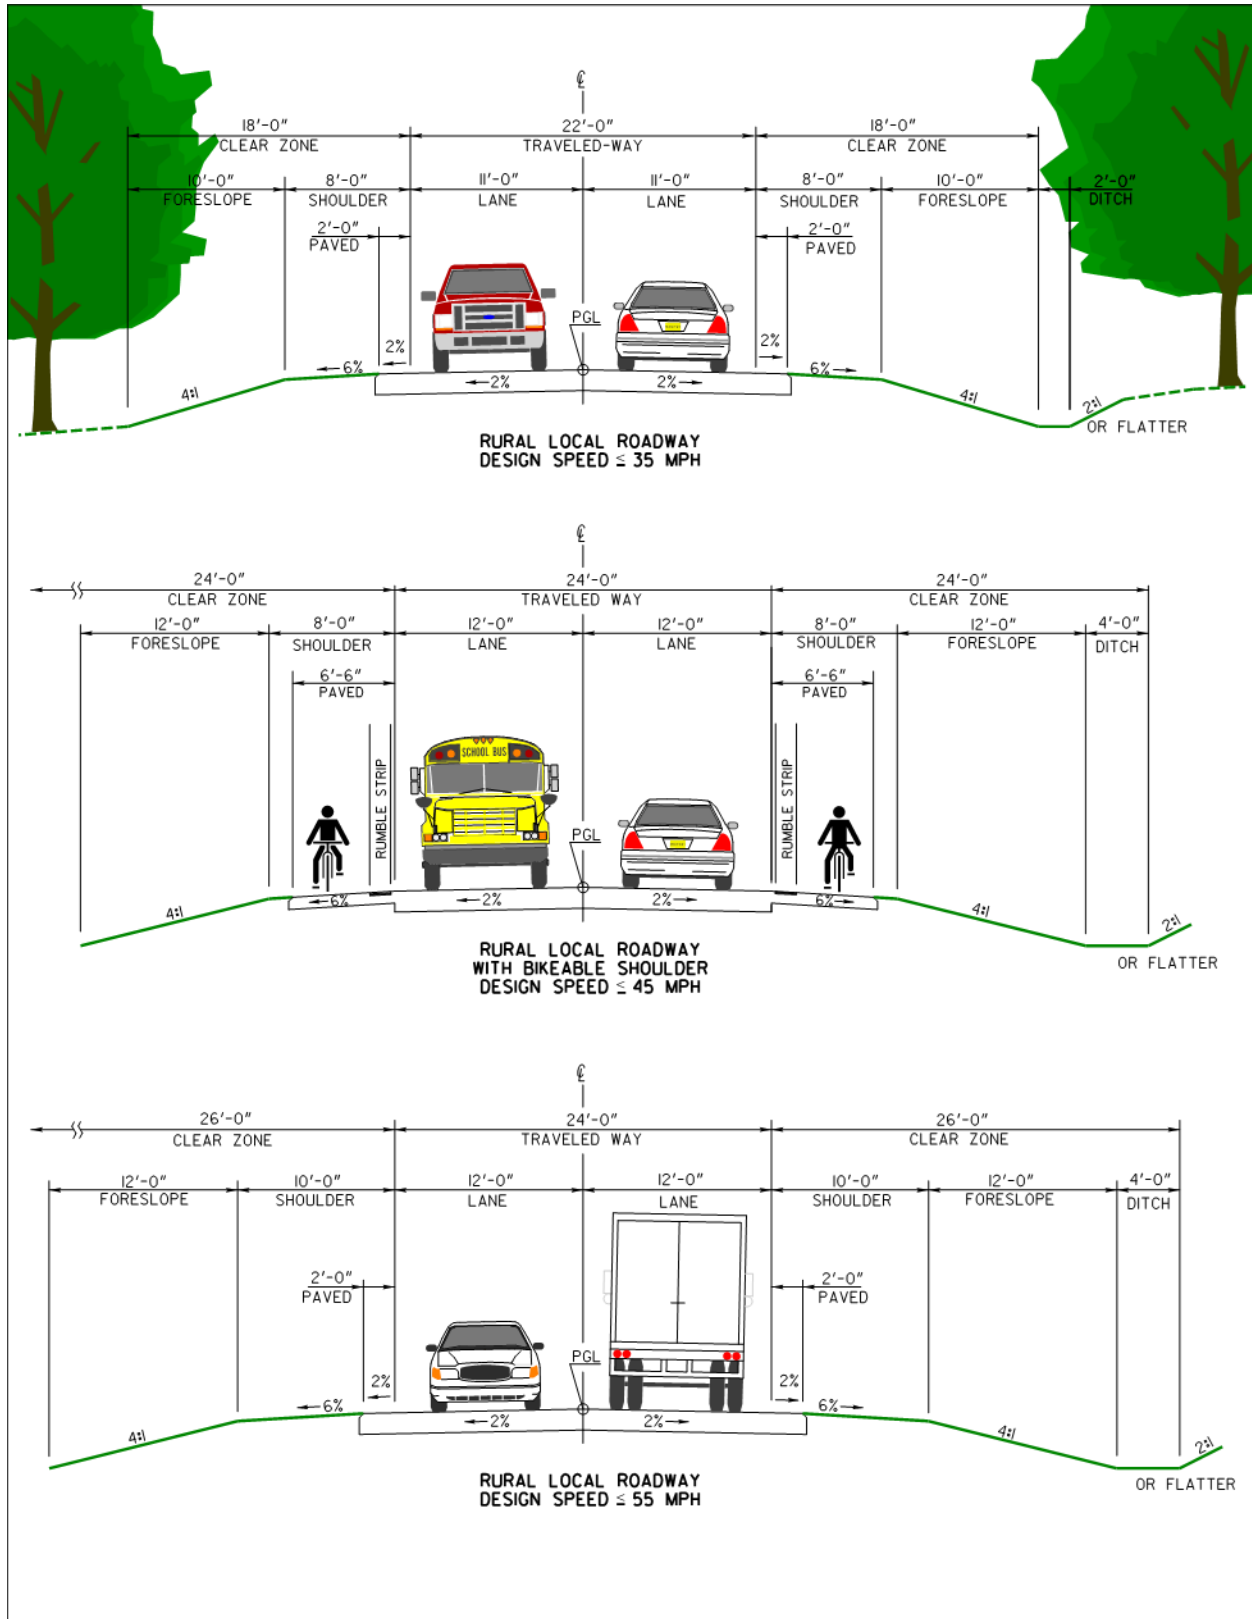 ℄
18'-0" 22'-0" 18'-0"
CLEAR ZONE TRAVELED-WAY CLEAR ZONE
10'-0" 8'-0" 11'-0" 11'-0" 8'-0" 10'-0" 2'-0"
FORESLOPE SHOULDER LANE LANE SHOULDER FORESLOPE DITCH
2'-0" 2'-0"
PAVED PAVED
PGL
2% 2%
6% 6%
4:1 2% 2% 4:1 2:1
OR FLATTER
RURAL LOCAL ROADWAY
DESIGN SPEED ≤ 35 MPH
℄
24'-0" 24'-0" 24'-0"
CLEAR ZONE TRAVELED WAY CLEAR ZONE
12'-0" 8'-0" 12'-0" 12'-0" 8'-0" 12'-0" 4'-0"
FORESLOPE SHOULDER LANE LANE SHOULDER FORESLOPE DITCH
6'-6" 6'-6"
PAVED PAVED
SCHOOL BUS
RUMBLE STRIP RUMBLE STRIP
PGL
4:1 6% 2% 2% 6% 4:1 2:1
OR FLATTER
RURAL LOCAL ROADWAY
WITH BIKEABLE SHOULDER
DESIGN SPEED ≤ 45 MPH
℄
26'-0" 24'-0" 26'-0"
CLEAR ZONE TRAVELED WAY CLEAR ZONE
12'-0" 10'-0" 12'-0" 12'-0" 10'-0" 12'-0" 4'-0"
FORESLOPE SHOULDER LANE LANE SHOULDER FORESLOPE DITCH
2'-0" 2'-0"
PAVED PAVED
PGL
2% 2%
6% 6%
4:1 2% 2% 4:1 2:1
OR FLATTER
RURAL LOCAL ROADWAY
DESIGN SPEED ≤ 55 MPH